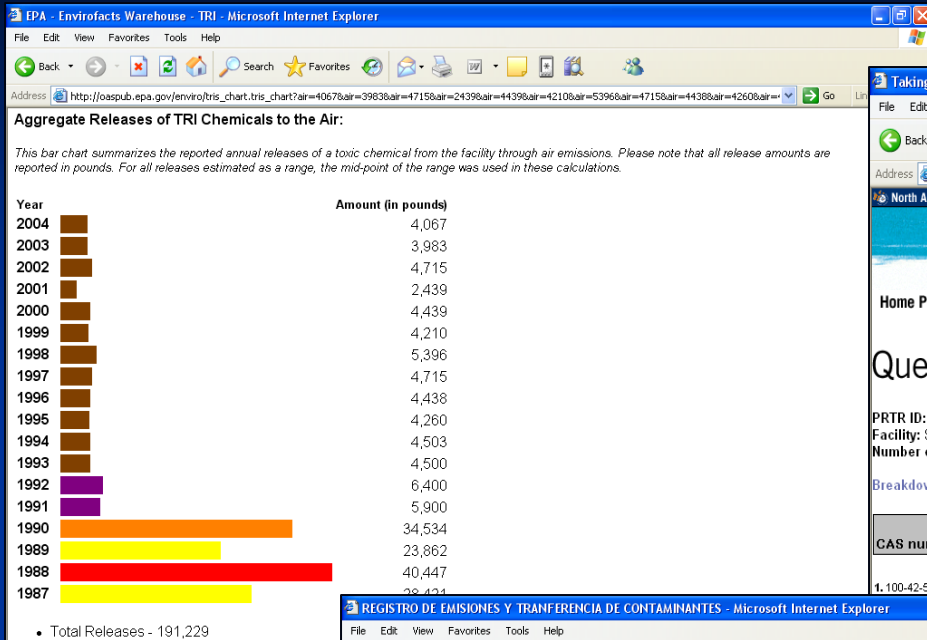 EPA - Envirofacts Warehouse - TRI - Microsoft Internet Explorer
File Edit View Favorites Tools Help
Back Search Favorites
Address http://oaspub.epa.gov/enviro/tris_chart.tris_chart?air=4067&air=3983&air=4715&air=2439&air=4439&air=4210&air=5396&air=4715&air=4438&air=4260&air= Go Lin
Aggregate Releases of TRI Chemicals to the Air:
This bar chart summarizes the reported annual releases of a toxic chemical from the facility through air emissions. Please note that all release amounts are
reported in pounds. For all releases estimated as a range, the mid-point of the range was used in these calculations.
Year Amount (in pounds)
2004 4,067
2003 3,983
2002 4,715
2001 2,439
2000 4,439
1999 4,210
1998 5,396
1997 4,715
1996 4,438
1995 4,260
1994 4,503
1993 4,500
1992 6,400
1991 5,900
1990 34,534
1989 23,862
1988 40,447
1987
• Total Releases - 191,229
Taking
File Edit
Back
Address
North A
Home P
Que
PRTR ID:
Facility: S
Number
Breakdow
CAS nu
1. 100-42-5
REGISTRO DE EMISIONES Y TRANFERENCIA DE CONTAMINANTES - Microsoft Internet Explorer
File Edit View Favorites Tools Help